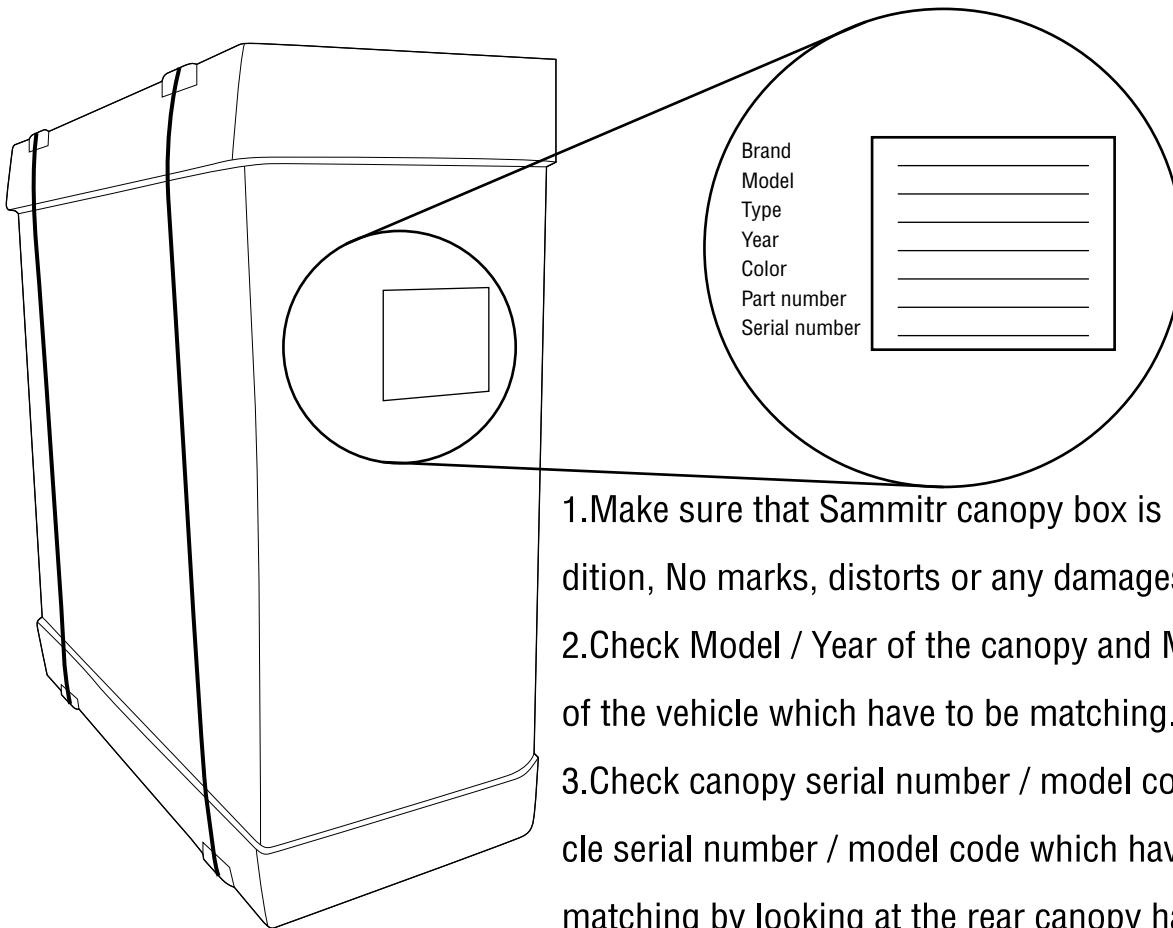 Brand
Model
Type
Year
Color
Part number
Serial number
1.Make sure that Sammitr canopy box is
dition, No marks, distorts or any damages
2.Check Model / Year of the canopy and
of the vehicle which have to be matching.
3.Check canopy serial number / model
cle serial number / model code which
matching by looking at the rear canopy